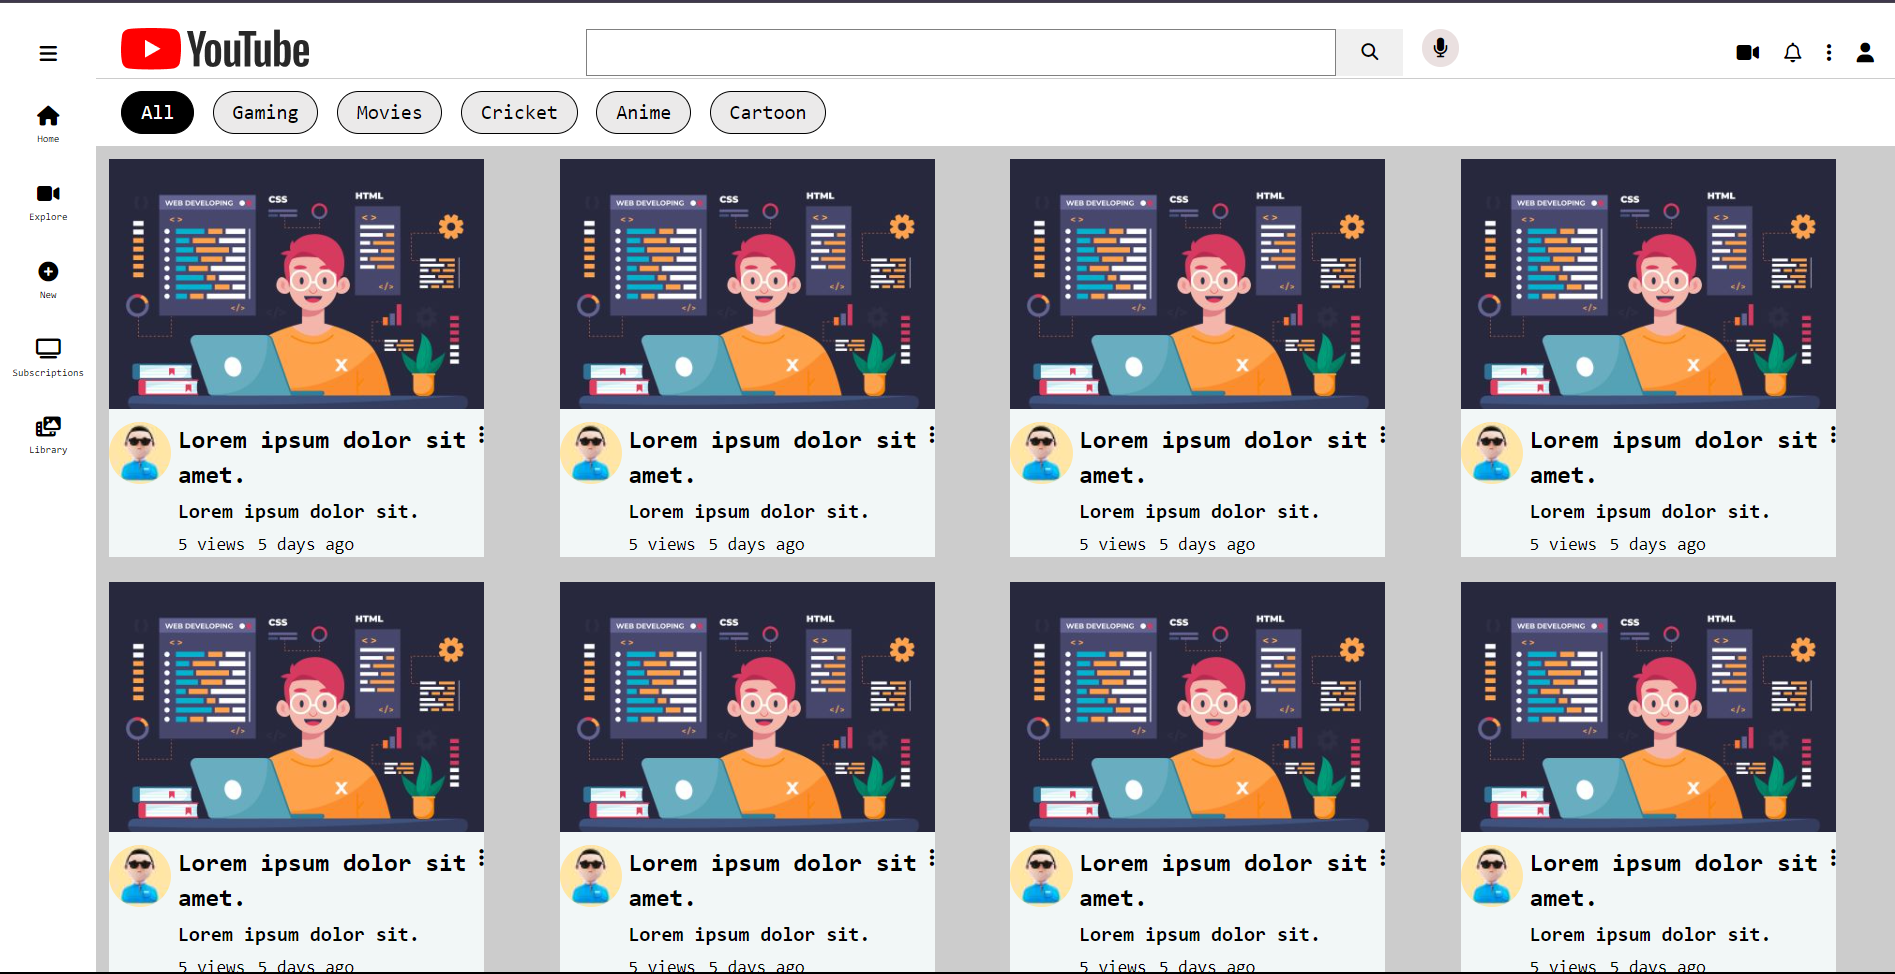 YouTube
All Gaming Movies Cricket Anime Cartoon
Home
Explore
New
Subscriptions
Library
WEB DEVELOPING CSS HTML
< > < >
</> </>
X
WEB DEVELOPING CSS HTML
< > < >
</> </>
X
WEB DEVELOPING CSS HTML
< > < >
</> </>
X
WEB DEVELOPING CSS HTML
< > < >
</> </>
X
Lorem ipsum dolor sit
amet.
Lorem ipsum dolor sit.
5 views 5 days ago
Lorem ipsum dolor sit
amet.
Lorem ipsum dolor sit.
5 views 5 days ago
Lorem ipsum dolor sit
amet.
Lorem ipsum dolor sit.
5 views 5 days ago
Lorem ipsum dolor sit
amet.
Lorem ipsum dolor sit.
5 views 5 days ago
WEB DEVELOPING CSS HTML
< > < >
</> </>
X
WEB DEVELOPING CSS HTML
< > < >
</> </>
X
WEB DEVELOPING CSS HTML
< > < >
</> </>
X
WEB DEVELOPING CSS HTML
< > < >
</> </>
X
Lorem ipsum dolor sit
amet.
Lorem ipsum dolor sit.
5 views 5 days ago
Lorem ipsum dolor sit
amet.
Lorem ipsum dolor sit.
5 views 5 days ago
Lorem ipsum dolor sit
amet.
Lorem ipsum dolor sit.
5 views 5 days ago
Lorem ipsum dolor sit
amet.
Lorem ipsum dolor sit.
5 views 5 days ago